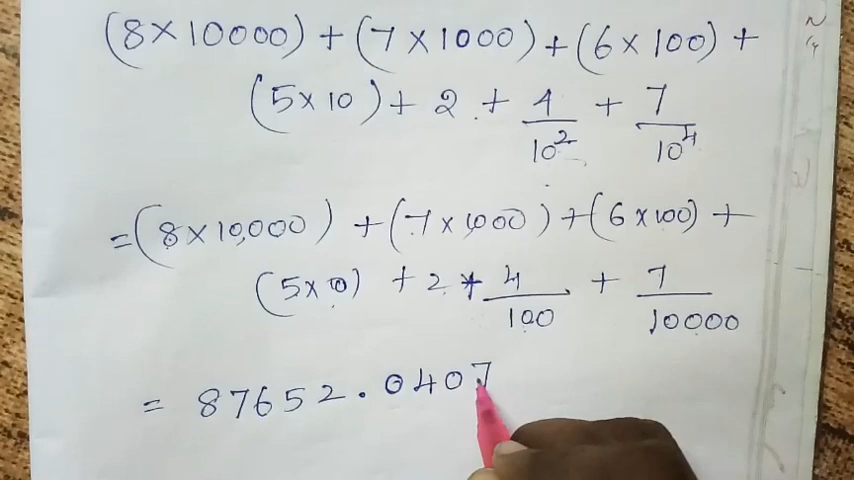 (8×10000) + (7×1000) + (6×100) +
(5×10) + 2 + 4/10² + 7/10⁴
= (8×10,000) + (7×1000) + (6×100) +
(5×10) + 2 + 4/100 + 7/10000
= 87652.0407